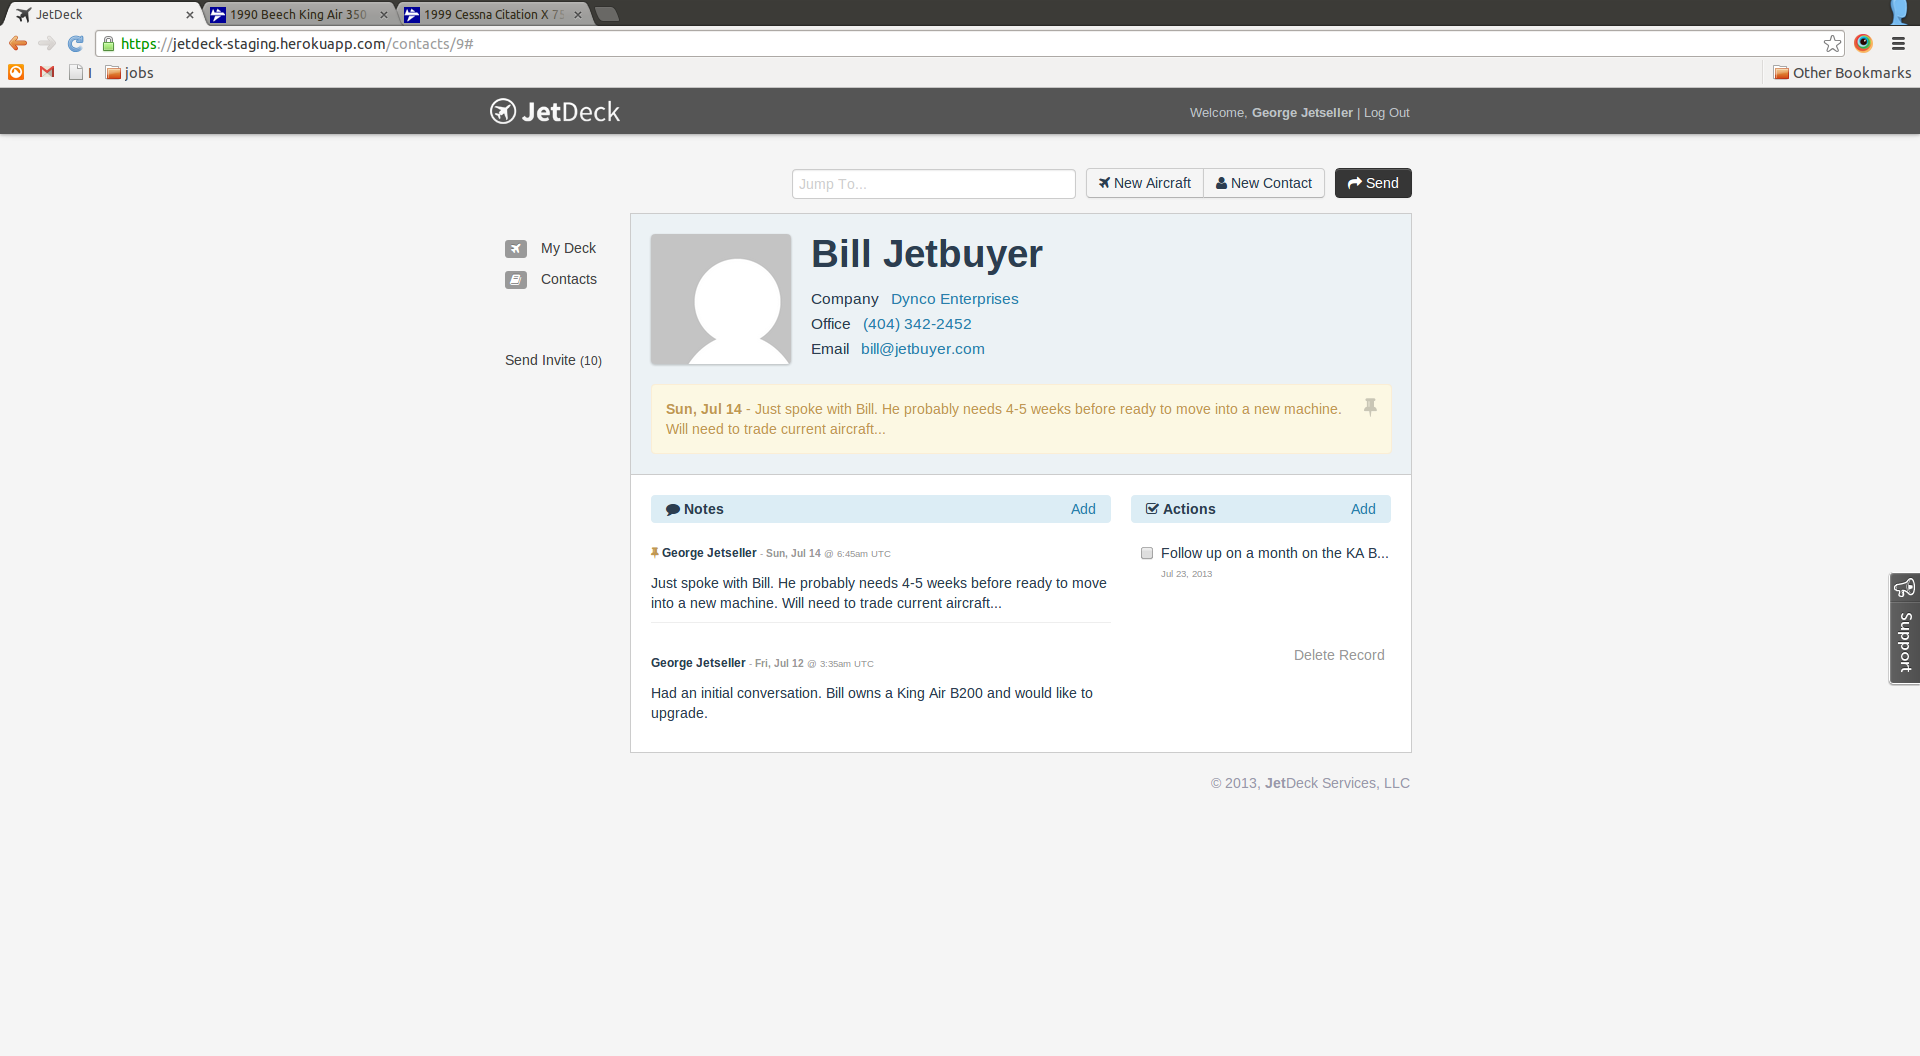 JetDeck
1990 Beech King Air 350
1999 Cessna Citation X 75
https://jetdeck-staging.herokuapp.com/contacts/9#
I
jobs
Other Bookmarks
JetDeck
Welcome, George Jetseller | Log Out
Jump To...
New Aircraft
New Contact
Send
My Deck
Contacts
Send Invite (10)
Bill Jetbuyer
Company Dynco Enterprises
Office (404) 342-2452
Email bill@jetbuyer.com
Sun, Jul 14 - Just spoke with Bill. He probably needs 4-5 weeks before ready to move into a new machine.
Will need to trade current aircraft...
Notes
Add
George Jetseller - Sun, Jul 14 @ 6:45am UTC
Just spoke with Bill. He probably needs 4-5 weeks before ready to move
into a new machine. Will need to trade current aircraft...
George Jetseller - Fri, Jul 12 @ 3:35am UTC
Had an initial conversation. Bill owns a King Air B200 and would like to
upgrade.
Actions
Add
Follow up on a month on the KA B...
Jul 23, 2013
Delete Record
Support
© 2013, JetDeck Services, LLC